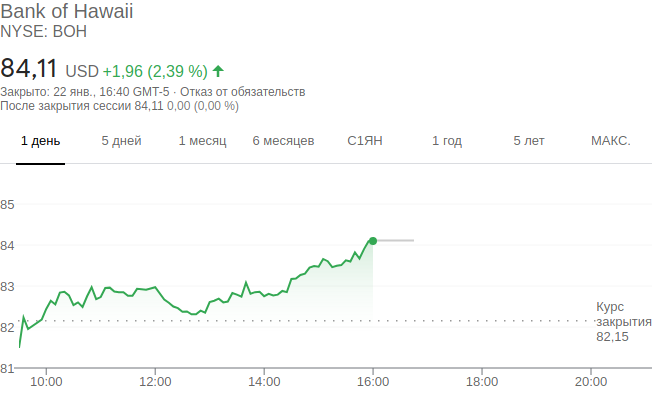 Bank of Hawaii
NYSE: BOH
84,11 USD +1,96 (2,39 %)
Закрыто: 22 янв., 16:40 GMT-5 · Отказ от обязательств
После закрытия сессии 84,11 0,00 (0,00 %)
1 день 5 дней 1 месяц 6 месяцев С1ЯН 1 год 5 лет МАКС.
85
84
83
Курс
закрытия
82
82,15
81
10:00 12:00 14:00 16:00 18:00 20:00